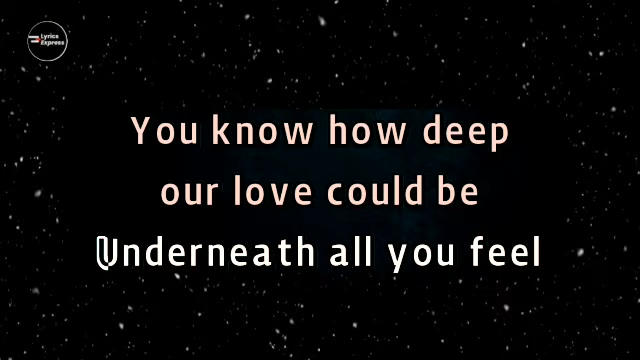 Lyrics
Express
You know how deep
our love could be
Underneath all you feel